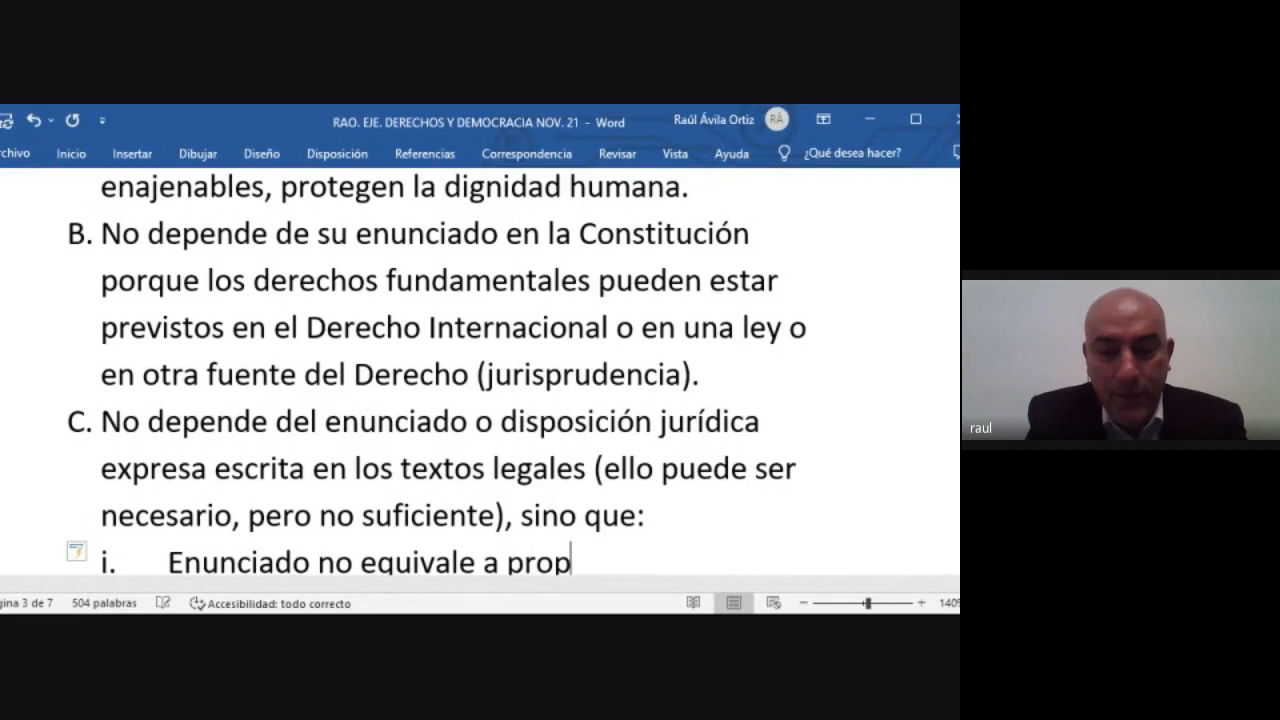 RAO. EJE. DERECHOS Y DEMOCRACIA NOV. 21 - Word Raúl Ávila Ortiz RÁ
rchivo Inicio Insertar Dibujar Diseño Disposición Referencias Correspondencia Revisar Vista Ayuda ¿Qué desea hacer?
enajenables, protegen la dignidad humana.
B. No depende de su enunciado en la Constitución
porque los derechos fundamentales pueden estar
previstos en el Derecho Internacional o en una ley o
en otra fuente del Derecho (jurisprudencia).
C. No depende del enunciado o disposición jurídica
expresa escrita en los textos legales (ello puede ser
necesario, pero no suficiente), sino que:
i. Enunciado no equivale a prop
gina 3 de 7 504 palabras Accesibilidad: todo correcto 140
raul